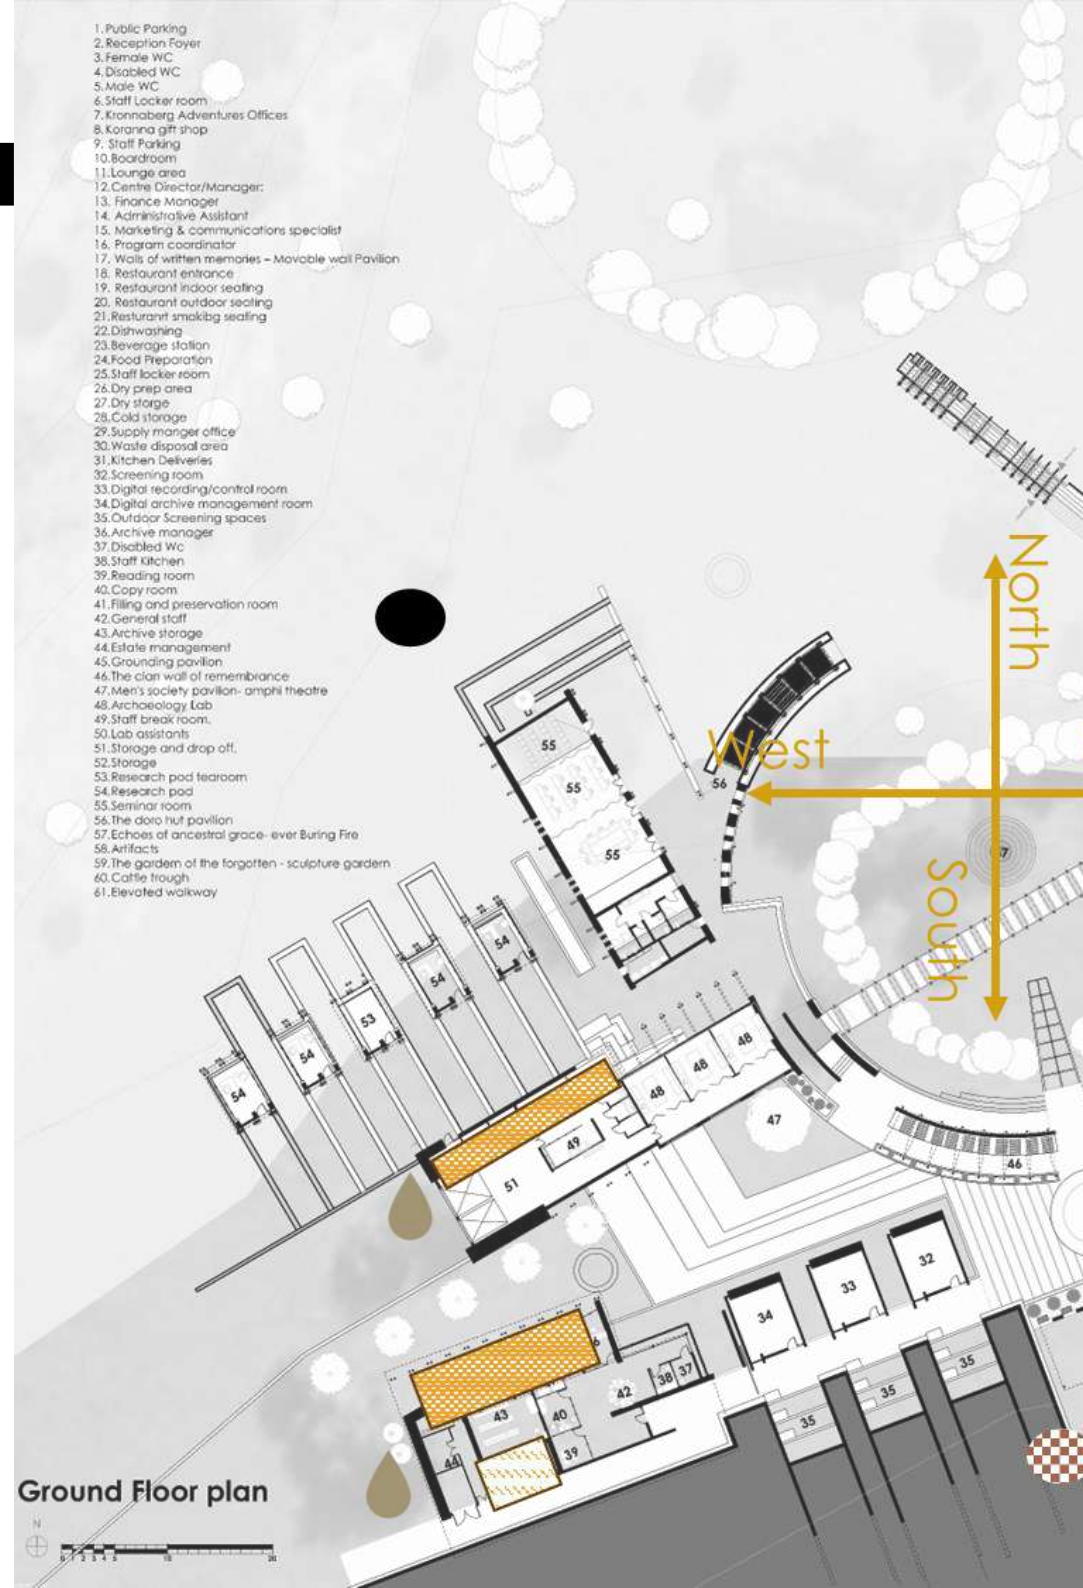 1. Public Parking
2. Reception Foyer
3. Female WC
4. Disabled WC
5. Male WC
6. Staff Locker room
7. Kronnaberg Adventures Offices
8. Koranna gift shop
9. Staff Parking
10. Boardroom
11. Lounge area
12. Centre Director/Manager:
13. Finance Manager
14. Administrative Assistant
15. Marketing & communications specialist
16. Program coordinator
17. Walls of written memories – Movable wall Pavilion
18. Restaurant entrance
19. Restaurant indoor seating
20. Restaurant outdoor seating
21. Resturanrt smokibg seating
22. Dishwashing
23. Beverage station
24. Food Preparation
25. Staff locker room
26. Dry prep area
27. Dry storge
28. Cold storage
29. Supply manger office
30. Waste disposal area
31. Kitchen Deliveries
32. Screening room
33. Digital recording/control room
34. Digital archive management room
35. Outdoor Screening spaces
36. Archive manager
37. Disabled Wc
38. Staff Kitchen
39. Reading room
40. Copy room
41. Filling and preservation room
42. General staff
43. Archive storage
44. Estate management
45. Grounding pavilion
46. The clan wall of remembrance
47. Men's society pavilion- amphi theatre
48. Archaeology Lab
49. Staff break room.
50. Lab assistants
51. Storage and drop off.
52. Storage
53. Research pod tearoom
54. Research pod
55. Seminar room
56. The doro hut pavilion
57. Echoes of ancestral grace- ever Buring Fire
58. Artifacts
59. The garden of the forgotten - sculpture gardern
60. Cattle trough
61. Elevated walkway
North
West
South
55
55
55
56
54
54
53
54
54
48
48
48
47
49
51
46
32
33
34
35
35
35
37
38
42
43
40
39
44
Ground Floor plan
N
0 1 2 3 4 5 10 20